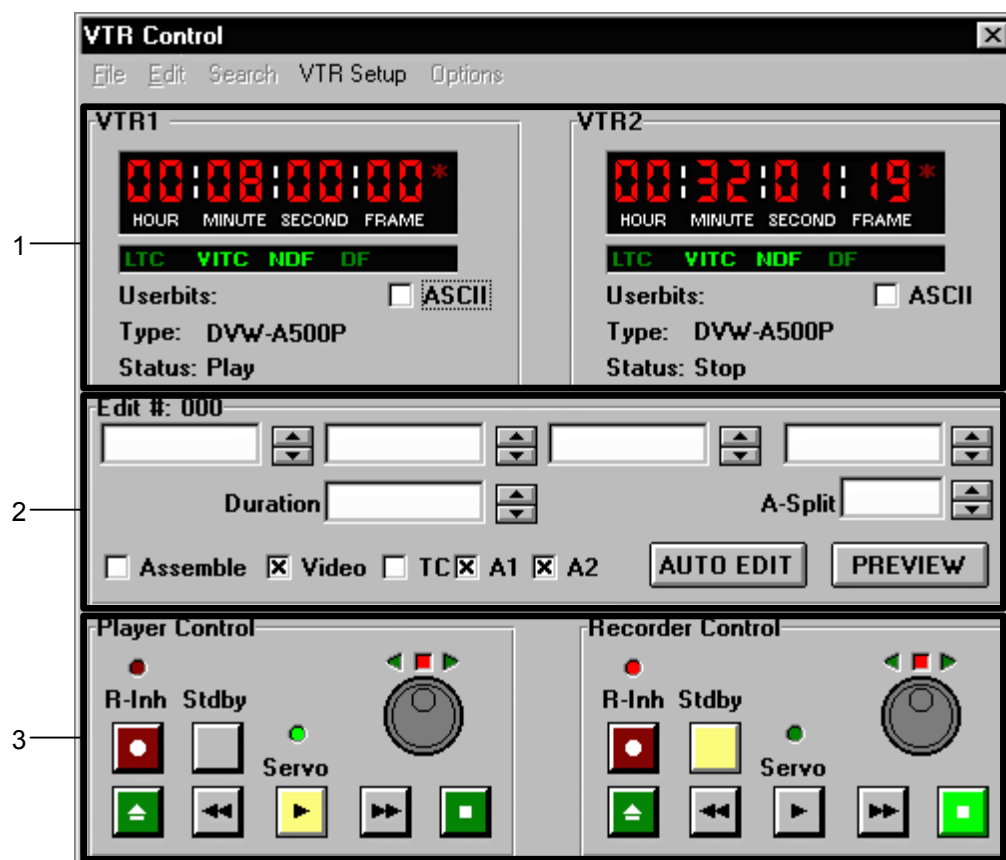 VTR Control
File Edit Search VTR Setup Options
VTR1 VTR2
00:08:00:00* 00:32:01:19*
HOUR MINUTE SECOND FRAME HOUR MINUTE SECOND FRAME
1
LTC VITC NDF DF LTC VITC NDF DF
Userbits: ASCII Userbits: ASCII
Type: DVW-A500P Type: DVW-A500P
Status: Play Status: Stop
Edit #: 000
2
Duration A-Split
Assemble Video TC A1 A2 AUTO EDIT PREVIEW
Player Control Recorder Control
R-Inh Stdby R-Inh Stdby
3
Servo Servo